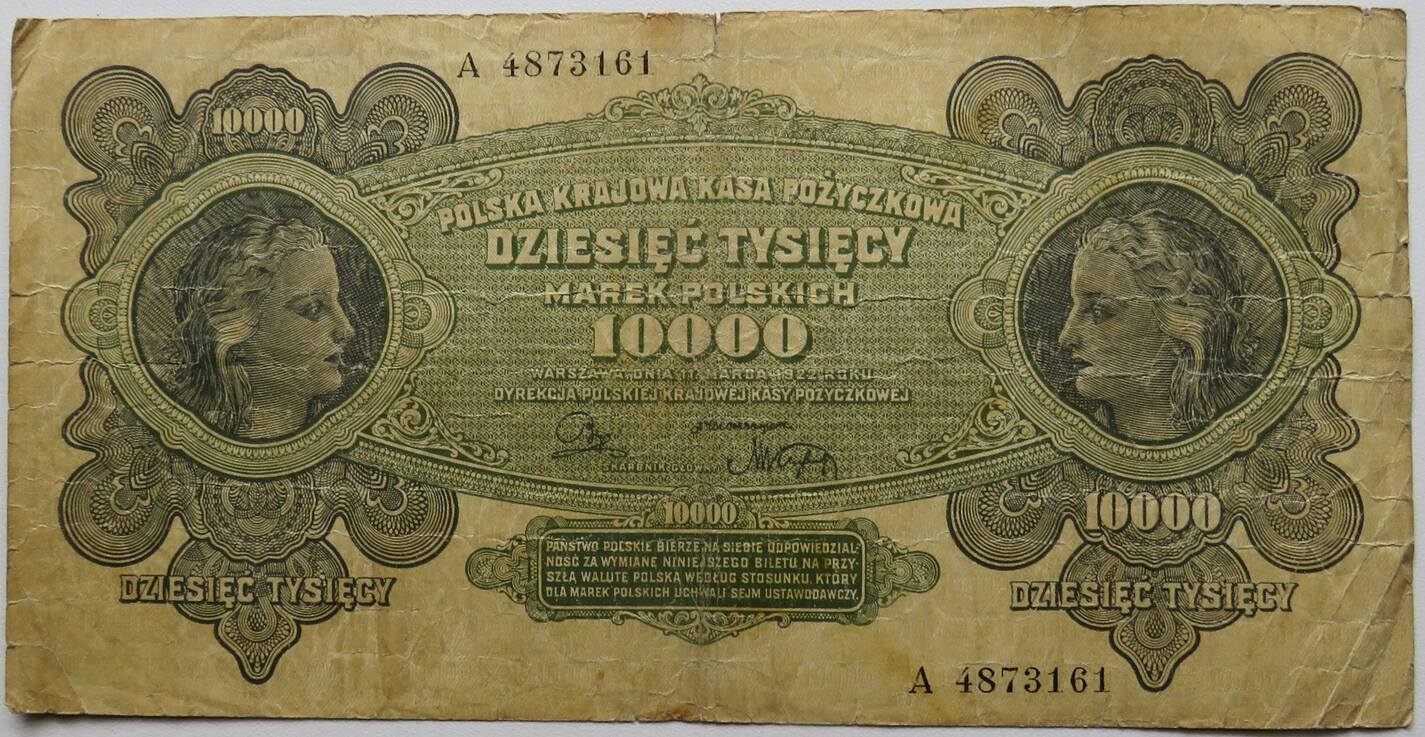 A 4873161
10000
POLSKA KRAJOWA KASA POŻYCZKOWA
DZIESIĘĆ TYSIĘCY
MAREK POLSKICH
10000
WARSZAWA, DNIA 11. MARCA 1922 ROKU
DYREKCJA POLSKIEJ KRAJOWEJ KASY POŻYCZKOWEJ
SKARBNIK GŁÓWNY
10000
10000
PAŃSTWO POLSKIE BIERZE NA SIEBIE ODPOWIEDZIAL-
NOŚĆ ZA WYMIANĘ NINIEJSZEGO BILETU NA PRZY-
SZŁĄ WALUTĘ POLSKĄ WEDŁUG STOSUNKU, KTÓRY
DLA MAREK POLSKICH UCHWALI SEJM USTAWODAWCZY.
DZIESIĘĆ TYSIĘCY
DZIESIĘĆ TYSIĘCY
A 4873161